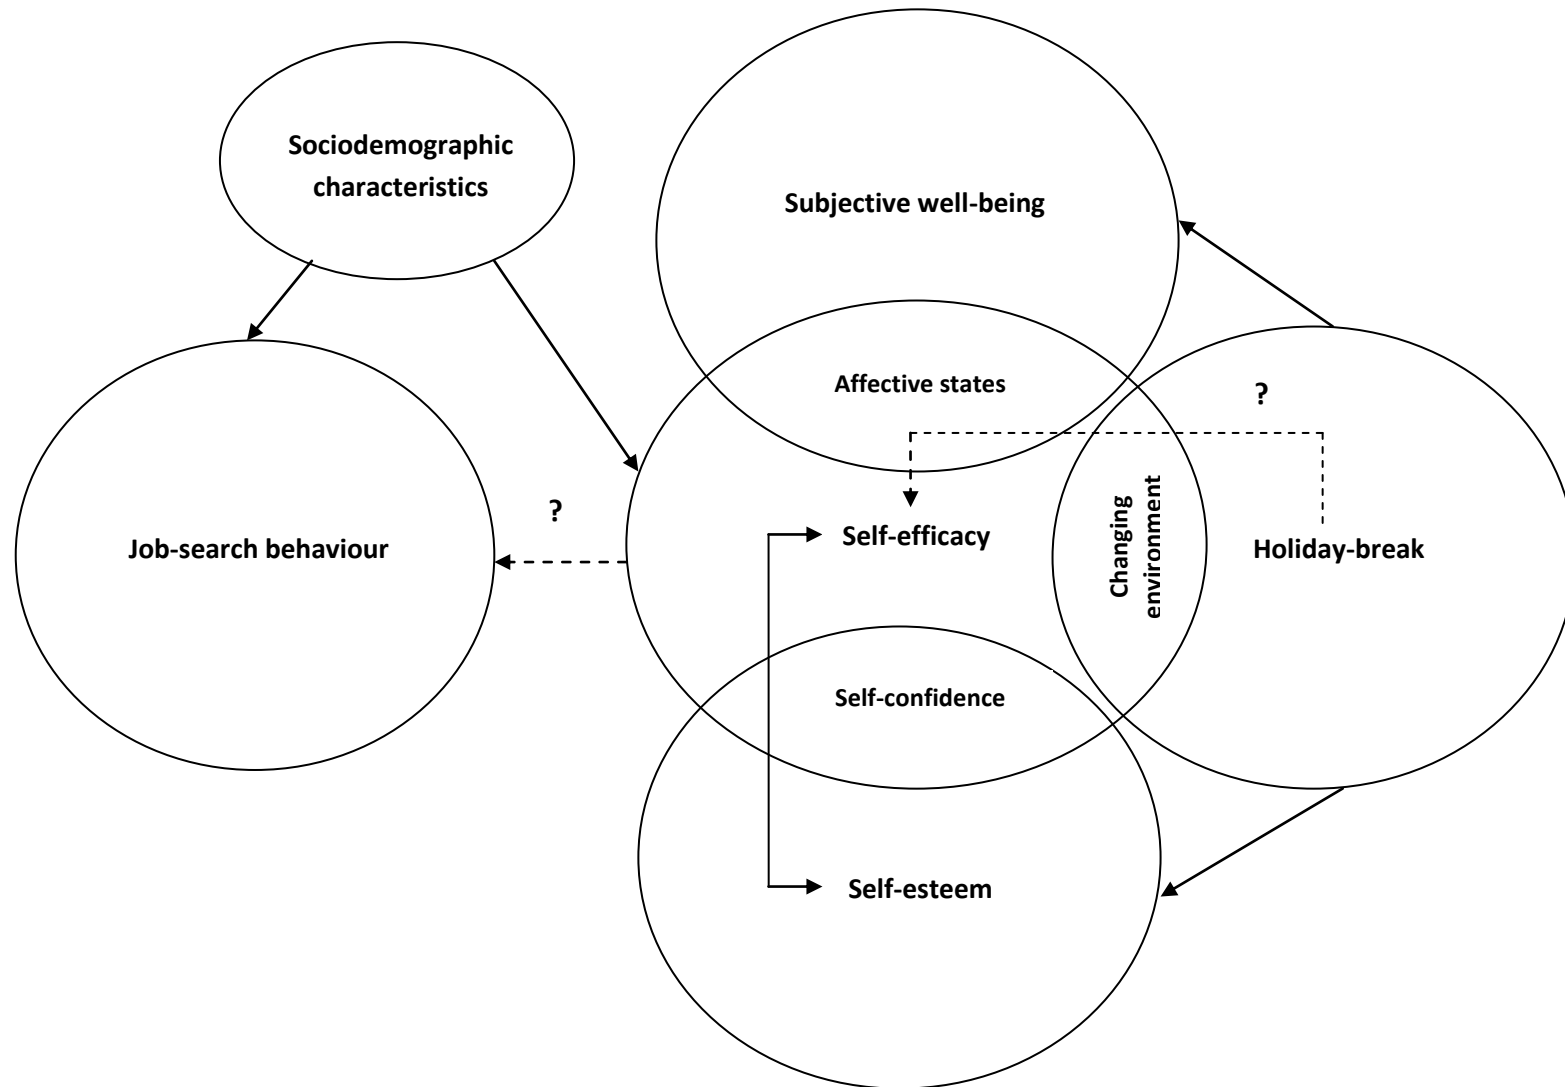 Sociodemographic
characteristics
Subjective well-being
Affective states
?
?
Job-search behaviour
Self-efficacy
Changing
environment
Holiday-break
Self-confidence
Self-esteem